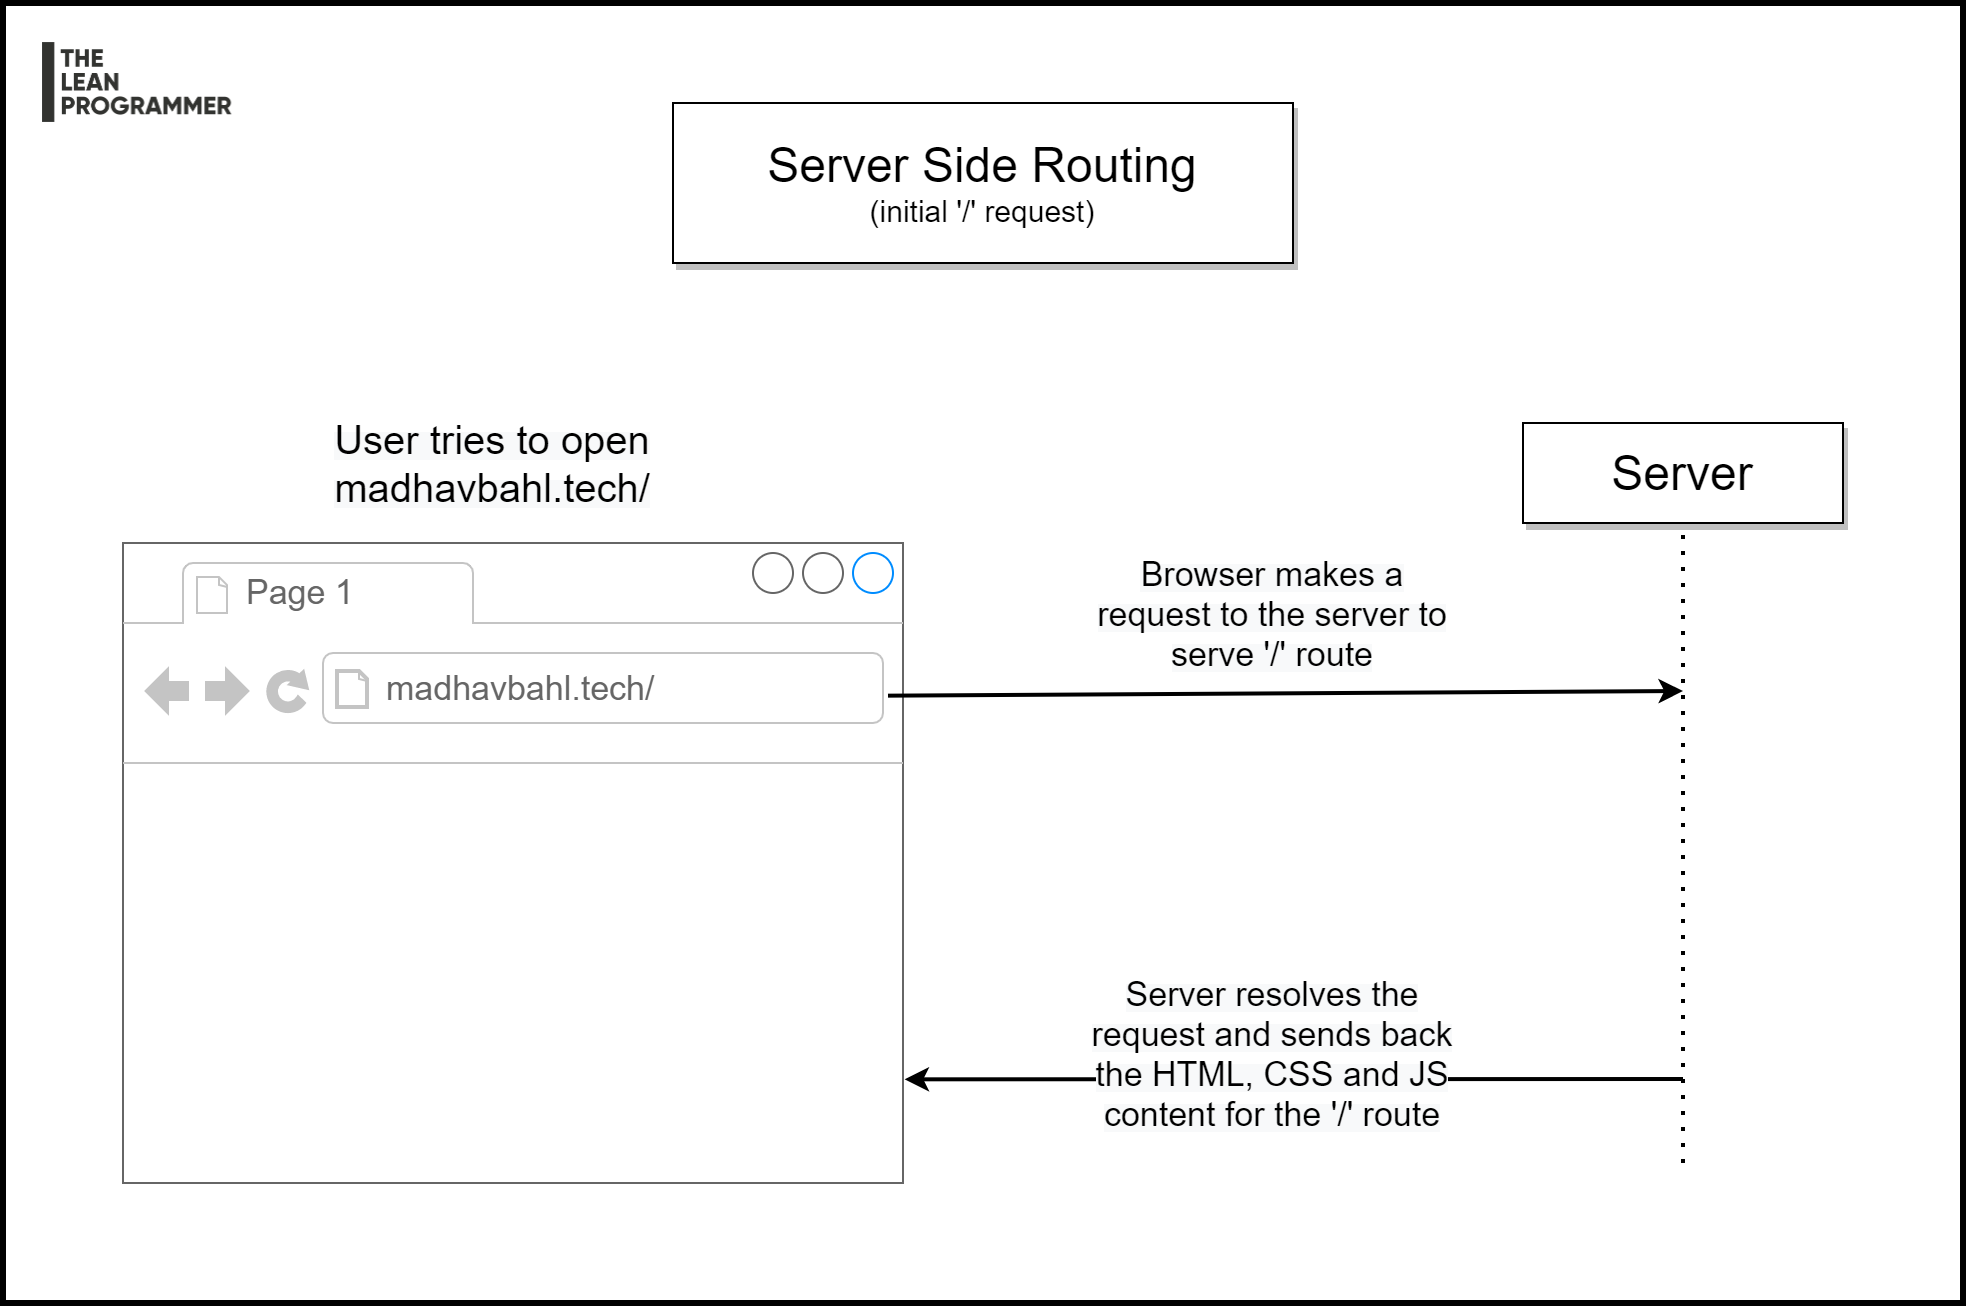 THE
LEAN
PROGRAMMER
Server Side Routing
(initial '/' request)
User tries to open
madhavbahl.tech/
Page 1
madhavbahl.tech/
Server
Browser makes a
request to the server to
serve '/' route
Server resolves the
request and sends back
the HTML, CSS and JS
content for the '/' route